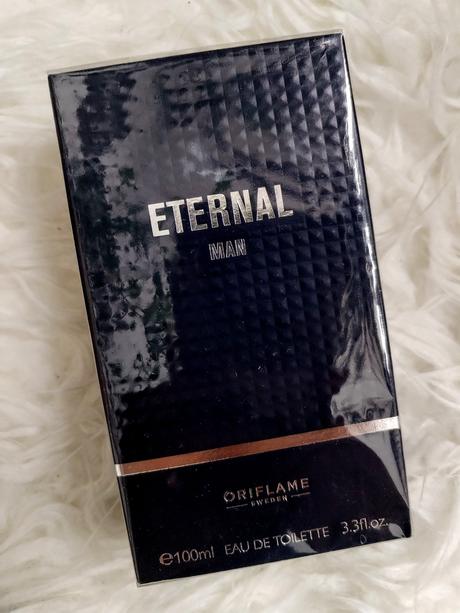 ETERNAL
MAN
ORIFLAME
SWEDEN
℮100ml EAU DE TOILETTE 3.3fl.oz.